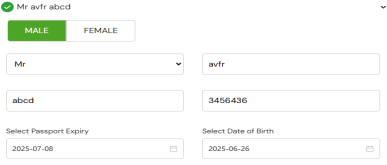 Mr avfr abcd
MALE FEMALE
Mr avfr
abcd 3456436
Select Passport Expiry Select Date of Birth
2025-07-08 2025-06-26